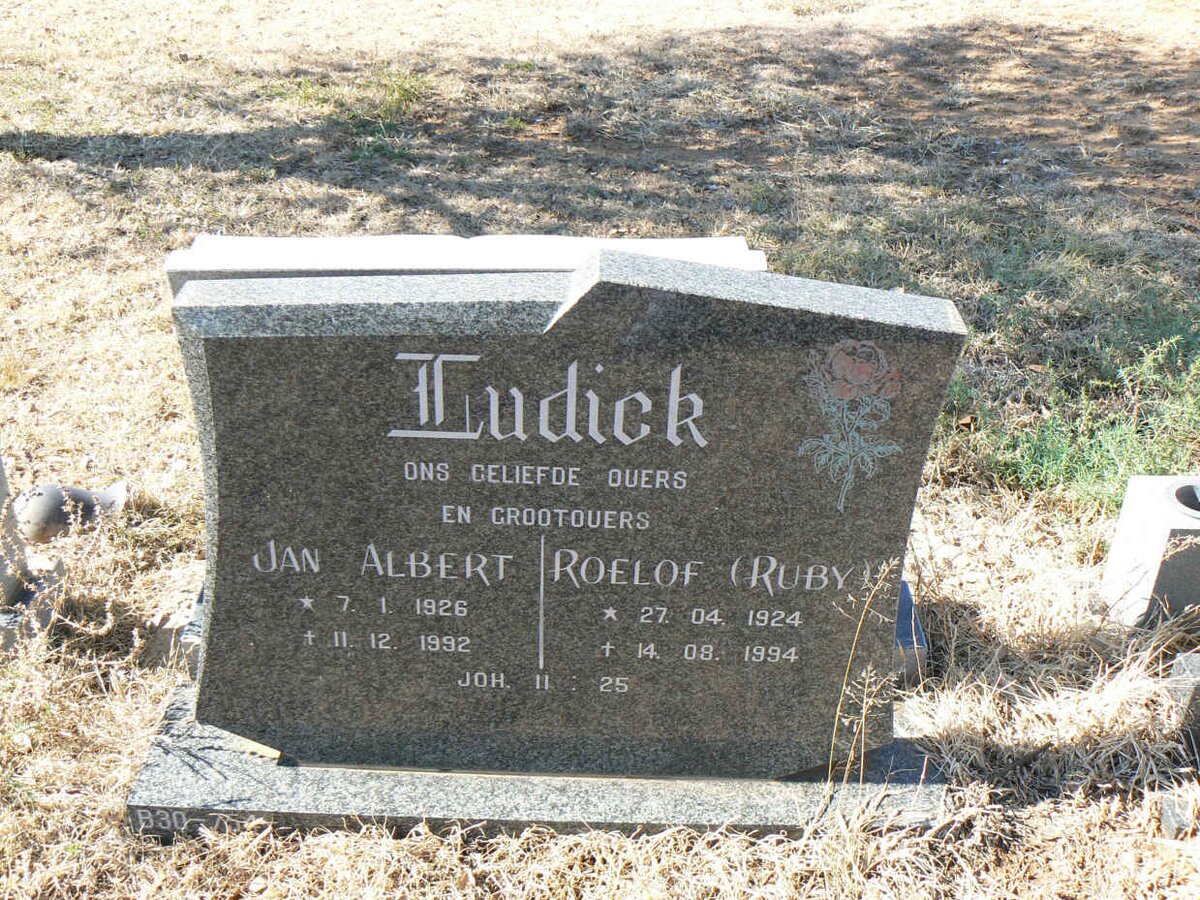 Ludick
ONS GELIEFDE OUERS
EN GROOTOUERS
JAN ALBERT
★ 7. 1. 1926
† 11. 12. 1992
ROELOF (RUBY)
★ 27. 04. 1924
† 14. 08. 1994
JOH. 11 : 25